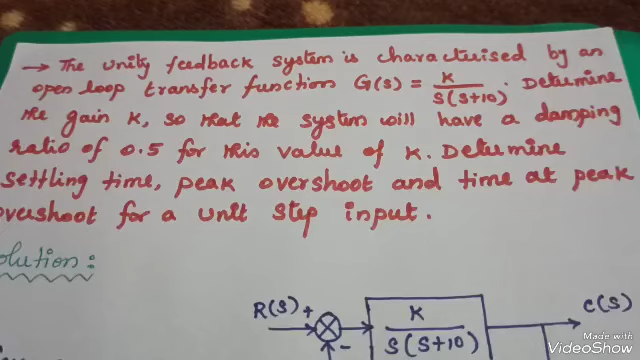 → The unity feedback system is charactuised by an
open loop transfer function G(S) = K / S(S+10) . Determine
the gain K, so that the system will have a damping
ratio of 0.5 for this value of K. Determine
settling time, peak overshoot and time at peak
overshoot for a unit step input.
olution:
R(S) + - K / S(S+10) C(S)
Made with
VideoShow